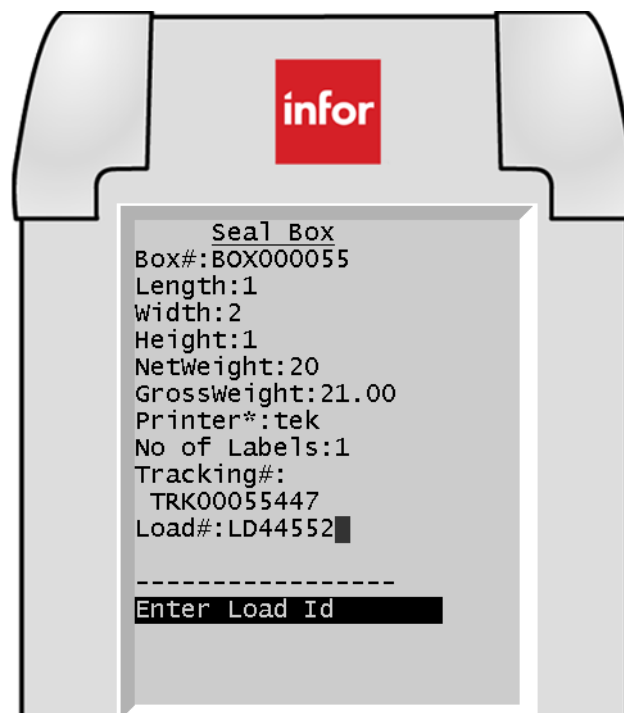 infor
Seal Box
Box#:BOX000055
Length:1
Width:2
Height:1
NetWeight:20
GrossWeight:21.00
Printer*:tek
No of Labels:1
Tracking#:
TRK00055447
Load#:LD44552
-----------------
Enter Load Id